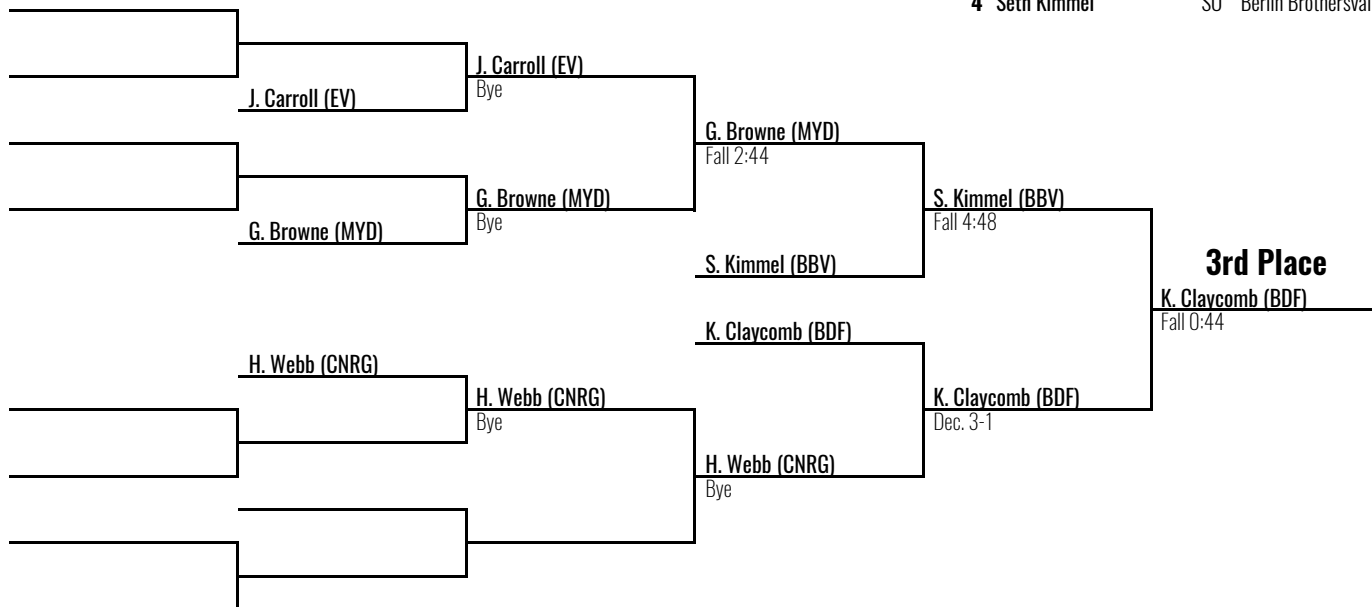 4 Seth Kimmel SO Berlin Brothersval
J. Carroll (EV)
Bye
J. Carroll (EV)
G. Browne (MYD)
Fall 2:44
G. Browne (MYD)
Bye
S. Kimmel (BBV)
Fall 4:48
G. Browne (MYD)
3rd Place
S. Kimmel (BBV)
K. Claycomb (BDF)
Fall 0:44
K. Claycomb (BDF)
H. Webb (CNRG)
H. Webb (CNRG)
Bye
K. Claycomb (BDF)
Dec. 3-1
H. Webb (CNRG)
Bye